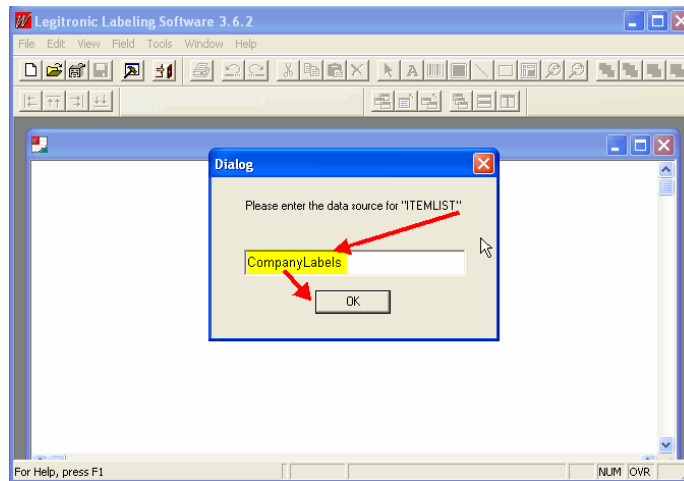 Legitronic Labeling Software 3.6.2
File Edit View Field Tools Window Help
Dialog
Please enter the data source for "ITEMLIST"
CompanyLabels
OK
For Help, press F1
NUM OVR